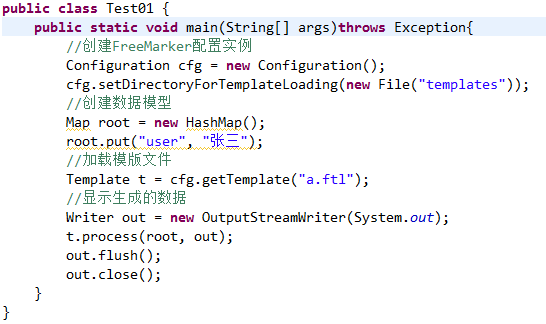 public class Test01 {
    public static void main(String[] args)throws Exception{
        //创建FreeMarker配置实例
        Configuration cfg = new Configuration();
        cfg.setDirectoryForTemplateLoading(new File("templates"));
        //创建数据模型
        Map root = new HashMap();
        root.put("user", "张三");
        //加载模版文件
        Template t = cfg.getTemplate("a.ftl");
        //显示生成的数据
        Writer out = new OutputStreamWriter(System.out);
        t.process(root, out);
        out.flush();
        out.close();
    }
}